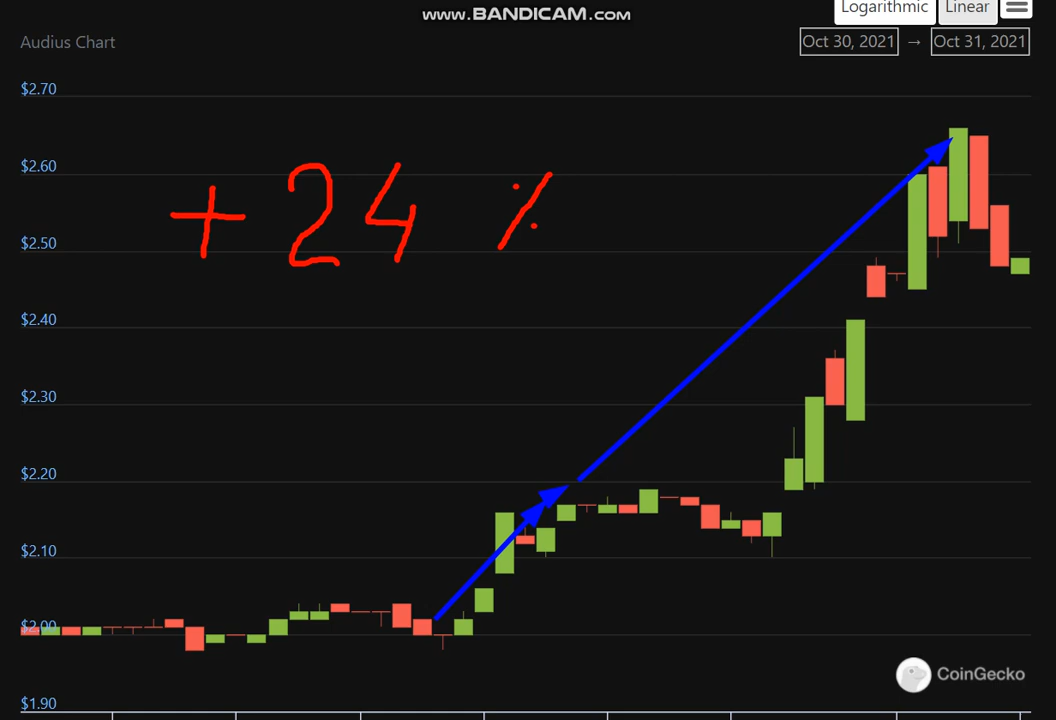 www.BANDICAM.com
Logarithmic Linear
Audius Chart
Oct 30, 2021 → Oct 31, 2021
$2.70
$2.60
+ 24 %
$2.50
$2.40
$2.30
$2.20
$2.10
$2.00
CoinGecko
$1.90